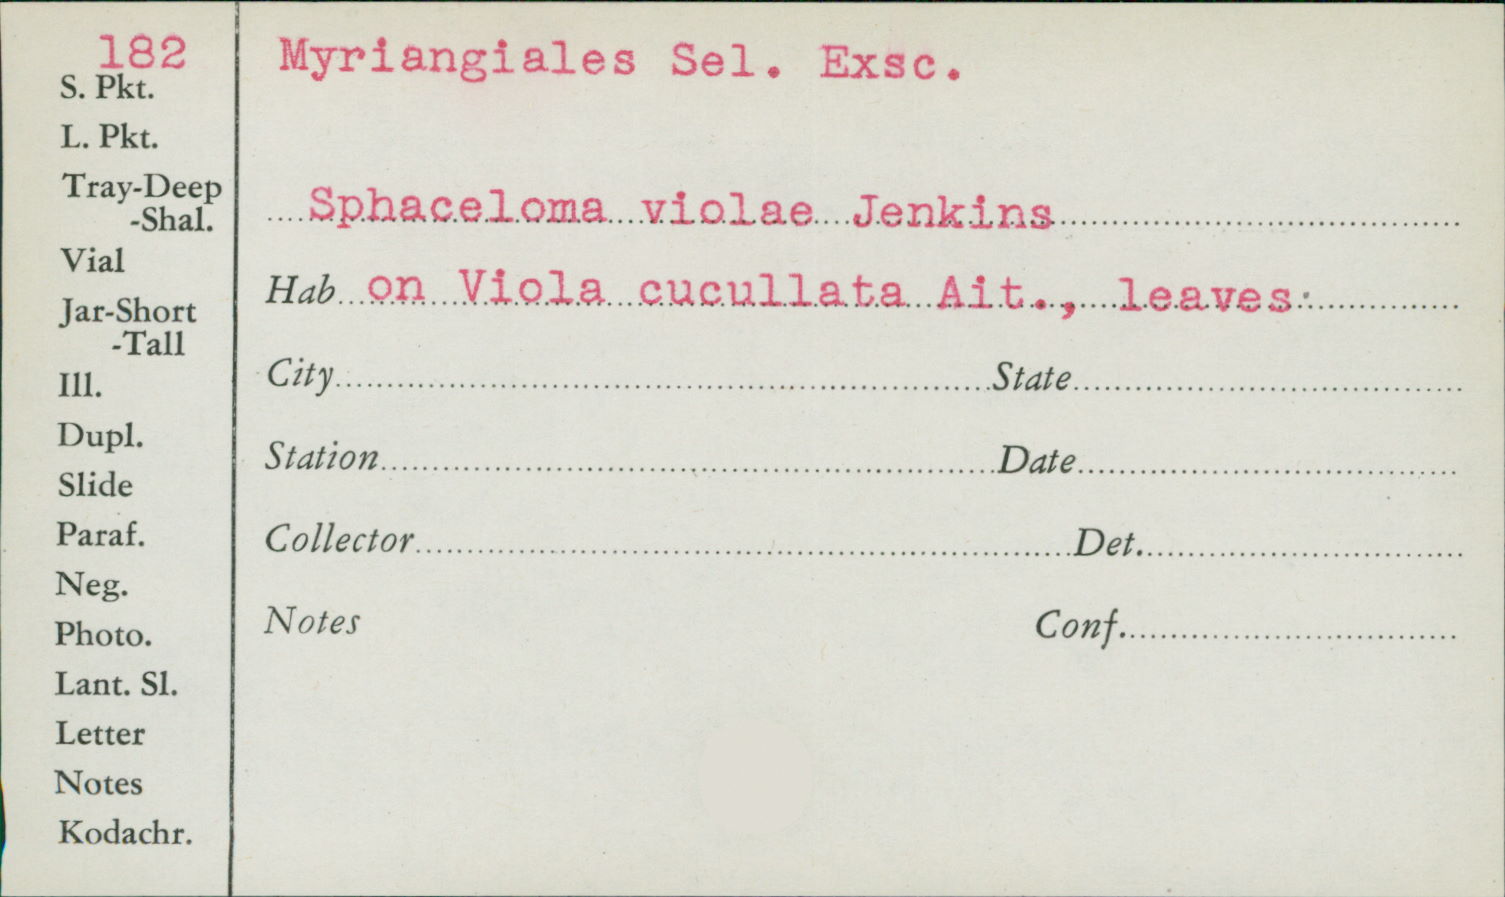 182
S. Pkt.
L. Pkt.
Tray-Deep
-Shal.
Vial
Jar-Short
-Tall
Ill.
Dupl.
Slide
Paraf.
Neg.
Photo.
Lant. Sl.
Letter
Notes
Kodachr.
Myriangiales Sel. Exsc.
Sphaceloma violae Jenkins
Hab on Viola cucullata Ait., leaves
City State
Station Date
Collector Det.
Notes Conf.